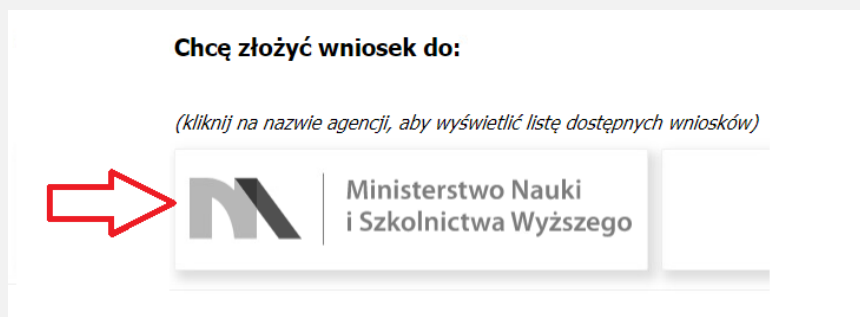 Chcę złożyć wniosek do:
(kliknij na nazwie agencji, aby wyświetlić listę dostępnych wniosków)
Ministerstwo Nauki
i Szkolnictwa Wyższego